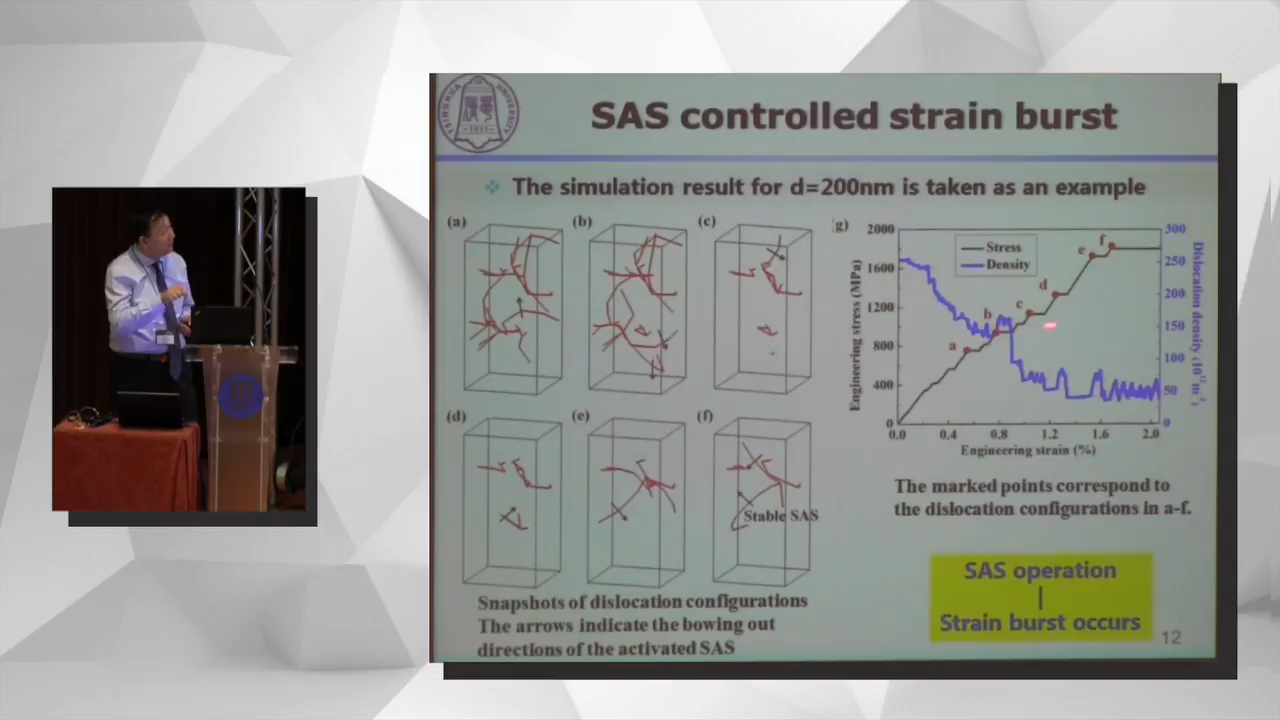 TSINGHUA UNIVERSITY
1911
SAS controlled strain burst
The simulation result for d=200nm is taken as an example
(a)
(b)
(c)
(d)
(e)
(f)
Stable SAS
Snapshots of dislocation configurations
The arrows indicate the bowing out
directions of the activated SAS
(g)
Stress
Density
Engineering stress (MPa)
2000
1600
1200
800
400
0
a
b
c
d
e
f
300
250
200
150
100
50
0
0.0
0.4
0.8
1.2
1.6
2.0
Engineering strain (%)
The marked points correspond to
the dislocation configurations in a-f.
SAS operation
Strain burst occurs
12